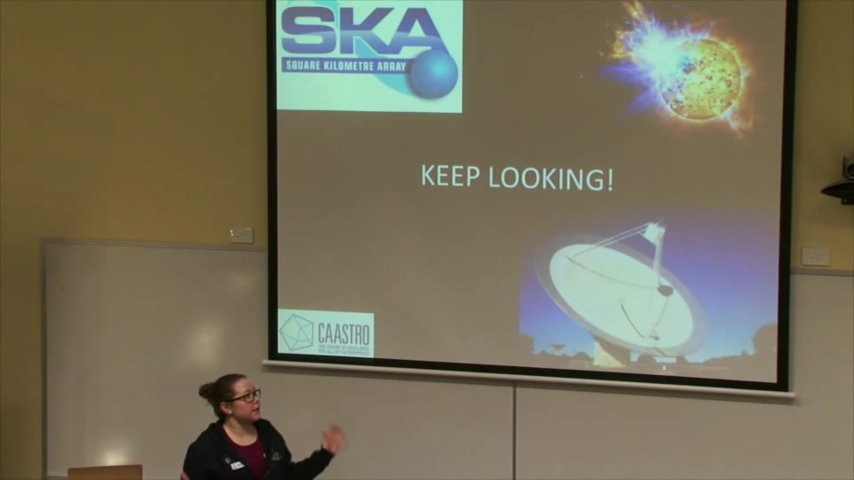 SKA
SQUARE KILOMETRE ARRAY
KEEP LOOKING!
CAASTRO